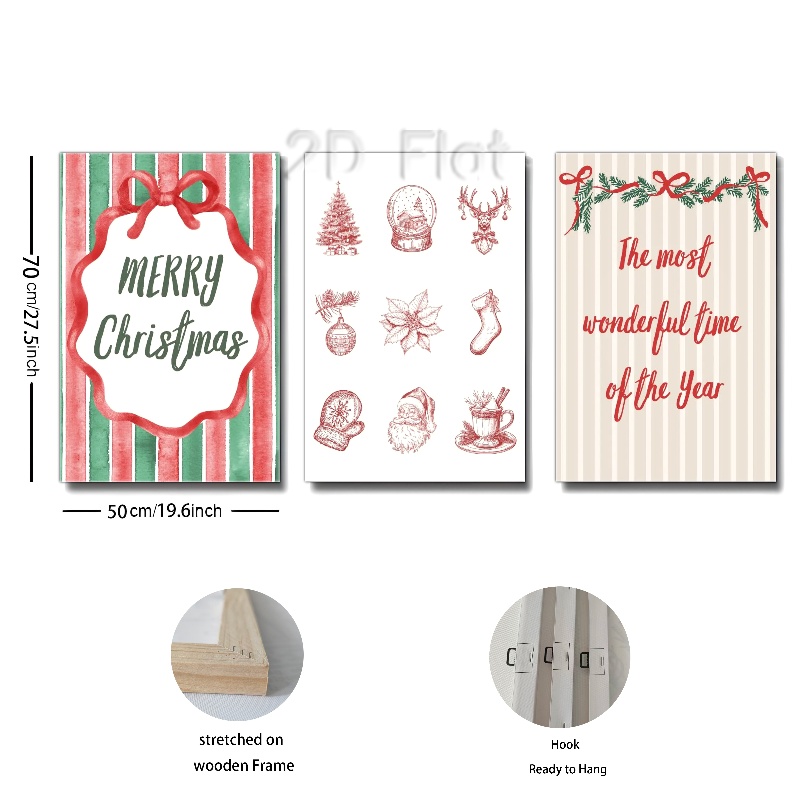 2D Flat
MERRY
Christmas
The most
wonderful time
of the Year
70 cm/27.5inch
50 cm/19.6inch
stretched on
wooden Frame
Hook
Ready to Hang